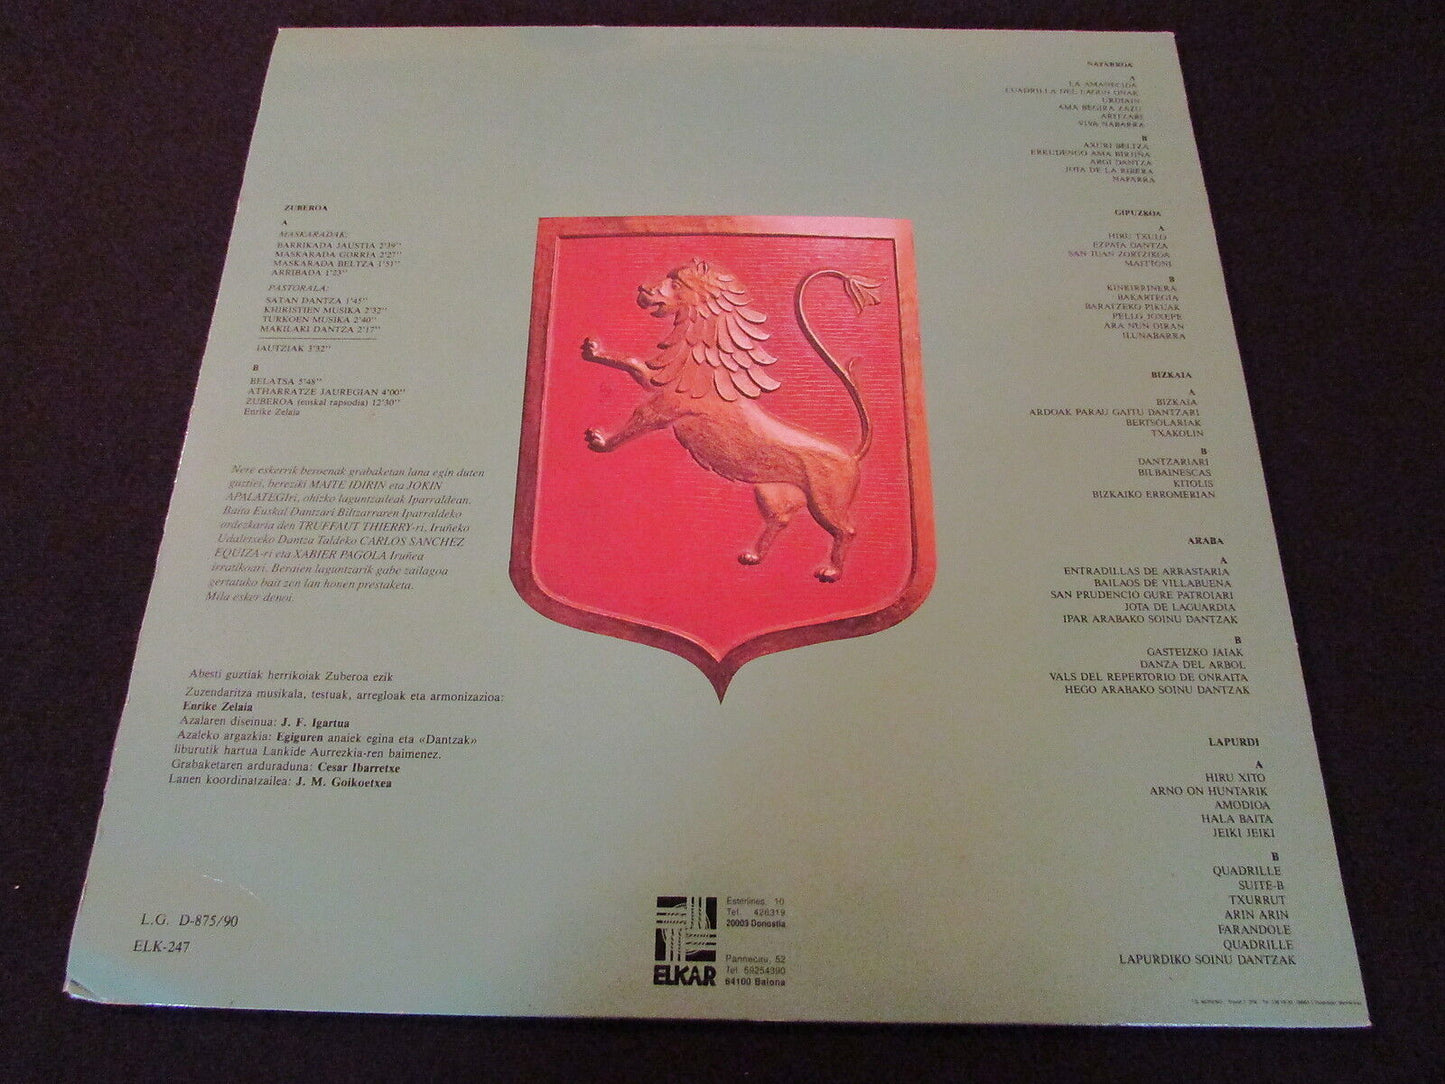 ZUBEROA
A
MASKARADAK:
BARRIKADA JAUSTIA 2'39"
MASKARADA GORRIA 2'27"
MASKARADA BELTZA 1'51"
ARRIBADA 1'23"
PASTORALA:
SATAN DANTZA 1'45"
KHIRISTIEN MUSIKA 2'32"
TURKOEN MUSIKA 2'40"
MAKILARI DANTZA 2'17"
JAUTZIAK 3'32"
B
BELATSA 5'48"
ATHARRATZE JAUREGIAN 4'00"
ZUBEROA (euskal rapsodia) 12'30"
Enrike Zelaia
Nere eskerrik beroenak grabaketan lana egin duten
guztiei, bereziki MAITE IDIRIN eta JOKIN
APALATEGIri, ohizko laguntzaileak Iparraldean.
Baita Euskal Dantzari Biltzarraren Iparraldeko
ordezkaria den TRUFFAUT THIERRY-ri, Iruñeko
Udaletxeko Dantza Taldeko CARLOS SANCHEZ
EQUIZA-ri eta XABIER PAGOLA Iruñea
irratikoari. Beraien laguntzarik gabe zailagoa
gertatuko bait zen lan honen prestaketa.
Mila esker denoi.
Abesti guztiak herrikoiak Zuberoa ezik
Zuzendaritza musikala, testuak, arregloak eta armonizazioa:
Enrike Zelaia
Azalaren diseinua: J. F. Igartua
Azaleko argazkia: Egiguren anaiek egina eta «Dantzak»
liburutik hartua Lankide Aurrezkia-ren baimenez.
Grabaketaren arduraduna: Cesar Ibarretxe
Lanen koordinatzailea: J. M. Goikoetxea
L.G. D-875/90
ELK-247
ELKAR
Esterlines, 10
Tel. 426319
20003 Donostia
Pannecau, 52
Tel 59254390
64100 Baiona
NAFARROA
A
LA AMANECIDA
CUADRILLA DEL LAGUN ONAK
URDIAIN
AMA BEGIRA ZAZU
ARITZARI
VIVA NABARRA
B
AXURI BELTZA
ERRUDENGO AMA BIRJIÑA
ARGI DANTZA
JOTA DE LA RIBERA
NAFARRA
GIPUZKOA
A
HIRU TXULO
EZPATA DANTZA
SAN JUAN ZORTZIKOA
MAITTONI
B
KINKIRRINERA
BAKARTEGIA
BARATZEKO PIKUAK
PELLO JOXEPE
ARA NUN DIRAN
ILUNABARRA
BIZKAIA
A
BIZKAIA
ARDOAK PARAU GAITU DANTZARI
BERTSOLARIAK
TXAKOLIN
B
DANTZARIARI
BILBAINESCAS
KITOLIS
BIZKAIKO ERROMERIAN
ARABA
A
ENTRADILLAS DE ARRASTARIA
BAILAOS DE VILLABUENA
SAN PRUDENCIO GURE PATROIARI
JOTA DE LAGUARDIA
IPAR ARABAKO SOINU DANTZAK
B
GASTEIZKO JAIAK
DANZA DEL ARBOL
VALS DEL REPERTORIO DE ONRAITA
HEGO ARABAKO SOINU DANTZAK
LAPURDI
A
HIRU XITO
ARNO ON HUNTARIK
AMODIOA
HALA BAITA
JEIKI JEIKI
B
QUADRILLE
SUITE-B
TXURRUT
ARIN ARIN
FARANDOLE
QUADRILLE
LAPURDIKO SOINU DANTZAK